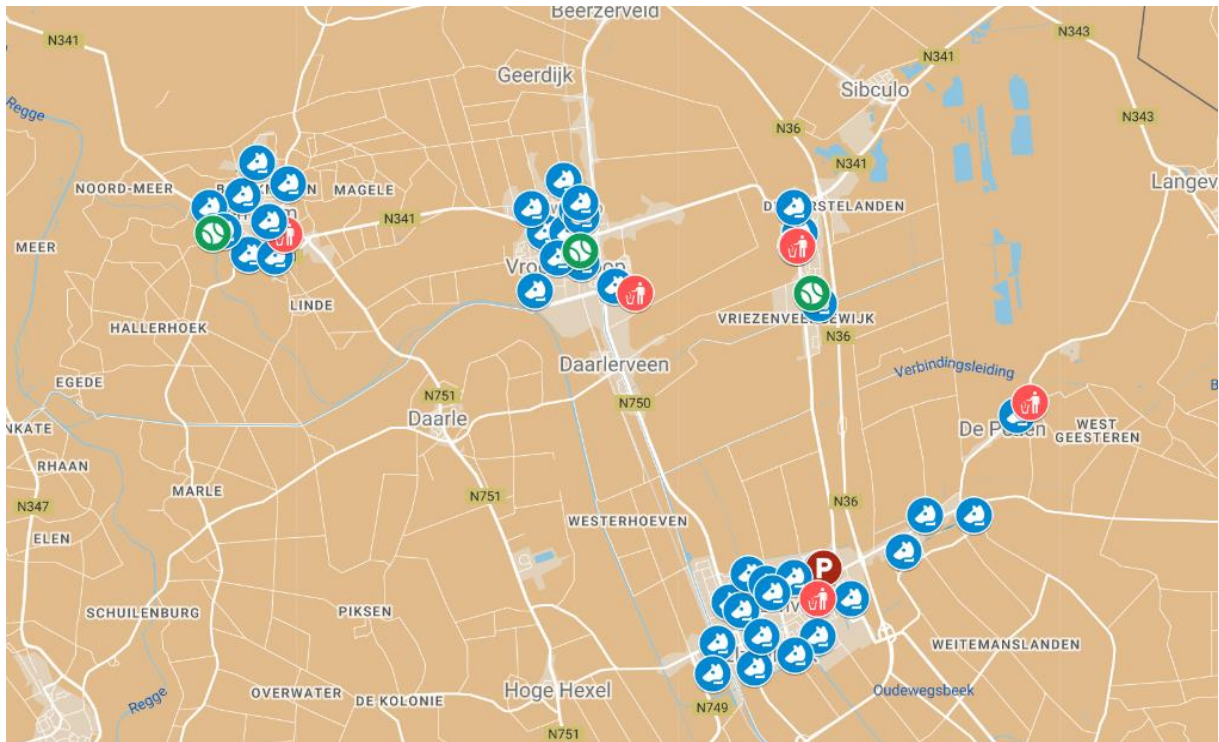 Beerzerveld
N341
N343
N341
Geerdijk
Sibculo
Regge
N343
N36
N341
NOORD-MEER
MAGELE
Langev
N341
MEER
LINDE
HALLERHOEK
N36
Daarlerveen
Verbindingsleiding
EGEDE
N751
N750
B
NKATE
Daarle
WEST
GEESTEREN
RHAAN
MARLE
N751
N36
N347
WESTERHOEVEN
ELEN
SCHUILENBURG
PIKSEN
P
WEITEMANSLANDEN
OVERWATER
DE KOLONIE
Hoge Hexel
Oudewegsbeek
Regge
N749
N751